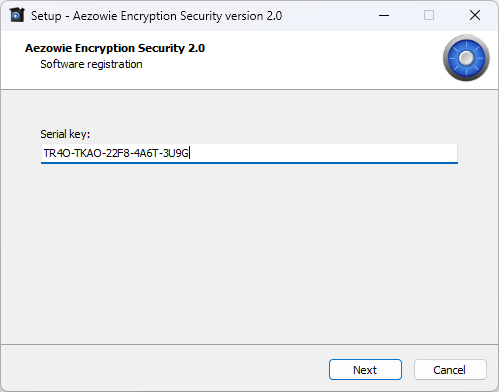 Setup - Aezowie Encryption Security version 2.0
Aezowie Encryption Security 2.0
Software registration
Serial key:
TR4O-TKAO-22F8-4A6T-3U9G
Next
Cancel